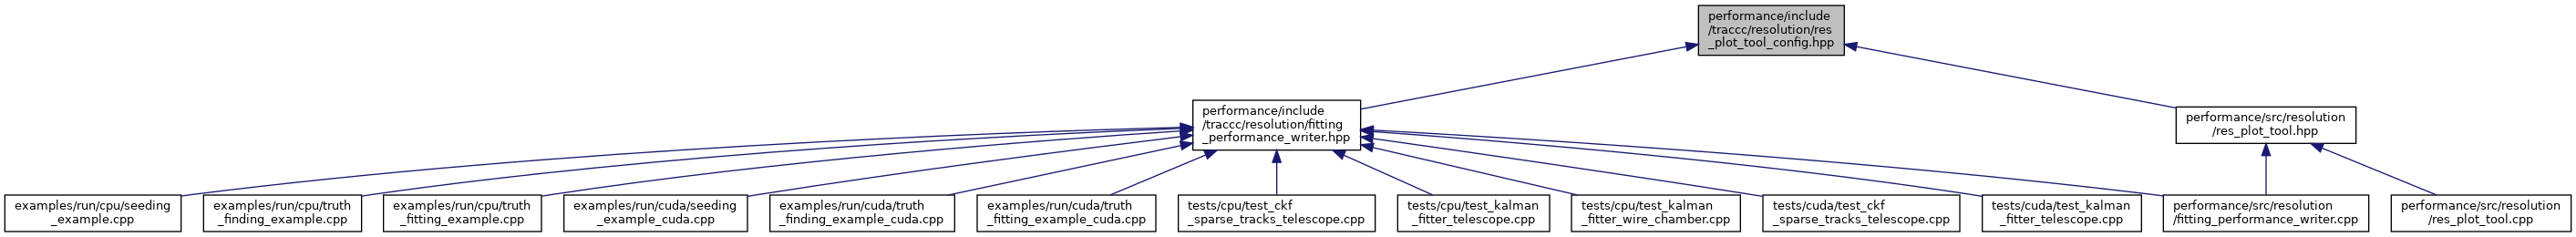 performance/include
/traccc/resolution/res
_plot_tool_config.hpp
performance/include
/traccc/resolution/fitting
_performance_writer.hpp
performance/src/resolution
/res_plot_tool.hpp
examples/run/cpu/seeding
_example.cpp
examples/run/cpu/truth
_finding_example.cpp
examples/run/cpu/truth
_fitting_example.cpp
examples/run/cuda/seeding
_example_cuda.cpp
examples/run/cuda/truth
_finding_example_cuda.cpp
examples/run/cuda/truth
_fitting_example_cuda.cpp
tests/cpu/test_ckf
_sparse_tracks_telescope.cpp
tests/cpu/test_kalman
_fitter_telescope.cpp
tests/cpu/test_kalman
_fitter_wire_chamber.cpp
tests/cuda/test_ckf
_sparse_tracks_telescope.cpp
tests/cuda/test_kalman
_fitter_telescope.cpp
performance/src/resolution
/fitting_performance_writer.cpp
performance/src/resolution
/res_plot_tool.cpp